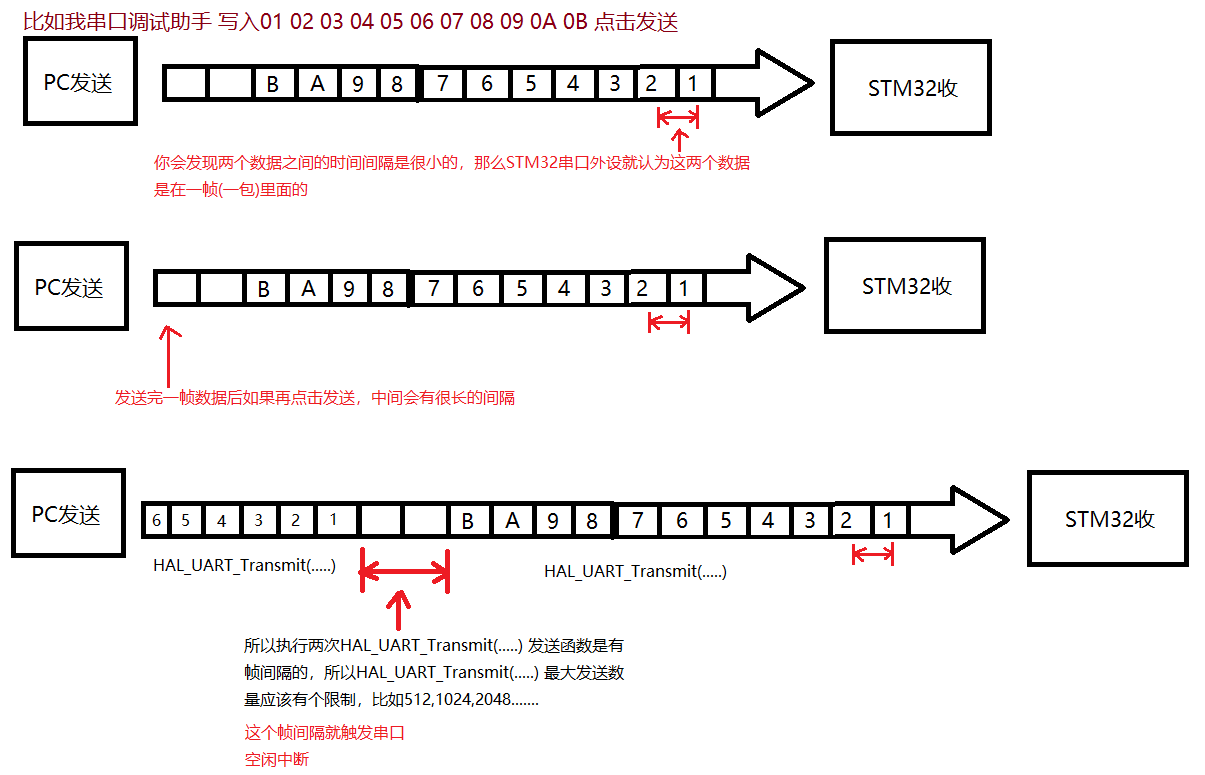 比如我串口调试助手 写入01 02 03 04 05 06 07 08 09 0A 0B 点击发送
PC发送
B A 9 8 7 6 5 4 3 2 1
STM32收
你会发现两个数据之间的时间间隔是很小的，那么STM32串口外设就认为这两个数据
是在一帧(一包)里面的
PC发送
B A 9 8 7 6 5 4 3 2 1
STM32收
发送完一帧数据后如果再点击发送，中间会有很长的间隔
PC发送
6 5 4 3 2 1 B A 9 8 7 6 5 4 3 2 1
STM32收
HAL_UART_Transmit(.....)
HAL_UART_Transmit(.....)
所以执行两次HAL_UART_Transmit(.....) 发送函数是有
帧间隔的，所以HAL_UART_Transmit(.....) 最大发送数
量应该有个限制，比如512,1024,2048.......
这个帧间隔就触发串口
空闲中断